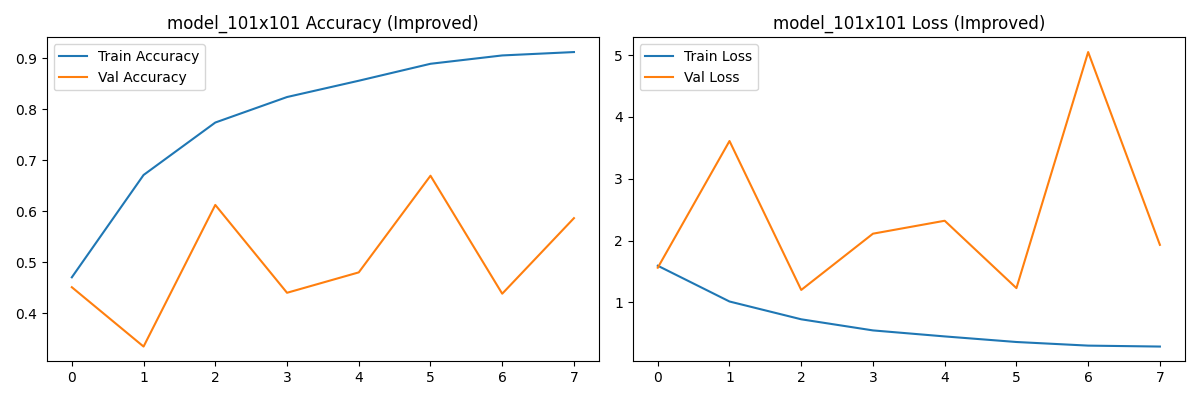 model_101x101 Accuracy (Improved)
Train Accuracy
Val Accuracy
0.9
0.8
0.7
0.6
0.5
0.4
0 1 2 3 4 5 6 7
model_101x101 Loss (Improved)
Train Loss
Val Loss
5
4
3
2
1
0 1 2 3 4 5 6 7